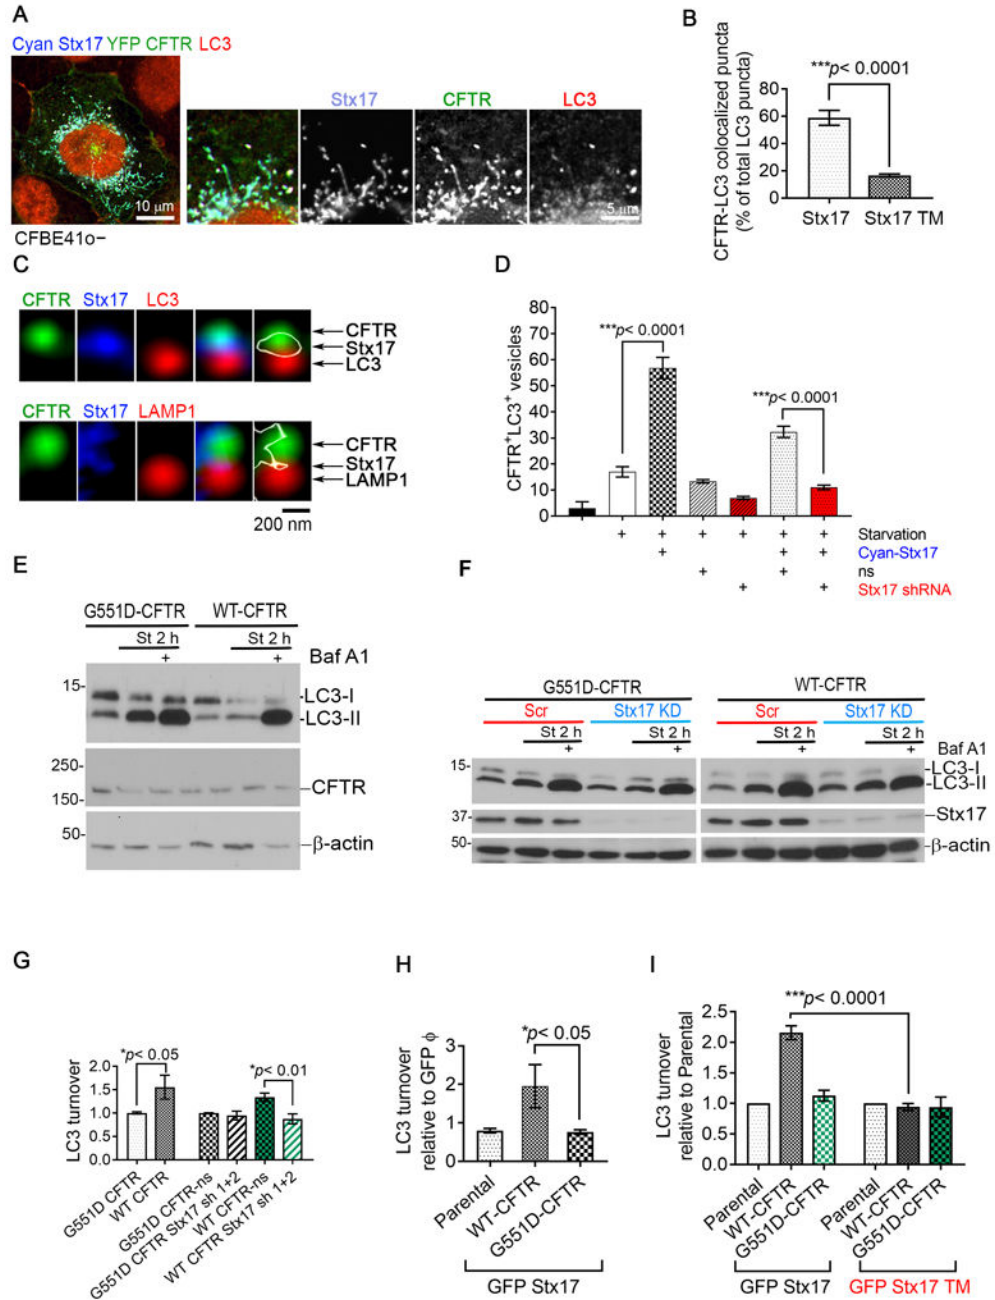 A
Cyan Stx17 YFP CFTR LC3
Stx17
CFTR
LC3
10 µm
5 µm
CFBE41o−
B
***p< 0.0001
CFTR-LC3 colocalized puncta
(% of total LC3 puncta)
80
60
40
20
0
Stx17
Stx17 TM
C
CFTR Stx17 LC3
CFTR
Stx17
LC3
CFTR Stx17 LAMP1
CFTR
Stx17
LAMP1
200 nm
D
CFTR+LC3+ vesicles
80
70
60
50
40
30
20
10
0
***p< 0.0001
***p< 0.0001
+ + + + + + Starvation
+ + + Cyan-Stx17
+ + ns
+ + Stx17 shRNA
E
G551D-CFTR WT-CFTR
St 2 h St 2 h
+ + Baf A1
15-
-LC3-I
-LC3-II
250-
150-
-CFTR
50-
-β-actin
F
G551D-CFTR WT-CFTR
Scr Stx17 KD Scr Stx17 KD
St 2 h St 2 h St 2 h St 2 h
+ + + + Baf A1
15-
-LC3-I
-LC3-II
37-
-Stx17
50-
-β-actin
G
LC3 turnover
2.0
1.5
1.0
0.5
0.0
*p< 0.05
*p< 0.01
G551D CFTR
WT CFTR
G551D CFTR-ns
G551D CFTR Stx17 sh 1+2
WT CFTR-ns
WT CFTR Stx17 sh 1+2
H
LC3 turnover
relative to GFP ϕ
3
2
1
0
*p< 0.05
Parental
WT-CFTR
G551D-CFTR
GFP Stx17
I
LC3 turnover
relative to Parental
2.5
2.0
1.5
1.0
0.5
0.0
***p< 0.0001
Parental
WT-CFTR
G551D-CFTR
Parental
WT-CFTR
G551D-CFTR
GFP Stx17
GFP Stx17 TM